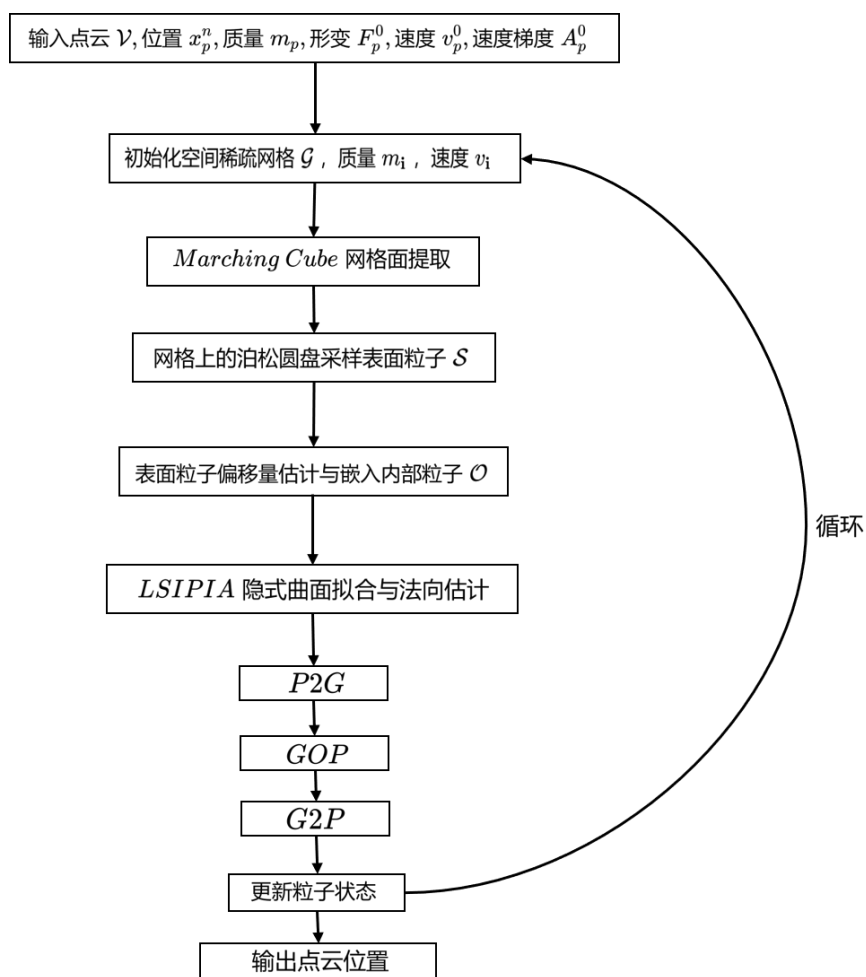 输入点云 𝒱, 位置 x_p^n, 质量 m_p, 形变 F_p^0, 速度 v_p^0, 速度梯度 A_p^0
初始化空间稀疏网格 𝒢 ，质量 m_i ，速度 v_i
Marching Cube 网格面提取
网格上的泊松圆盘采样表面粒子 𝒮
表面粒子偏移量估计与嵌入内部粒子 𝒪
循环
LSIPIA 隐式曲面拟合与法向估计
P2G
GOP
G2P
更新粒子状态
输出点云位置